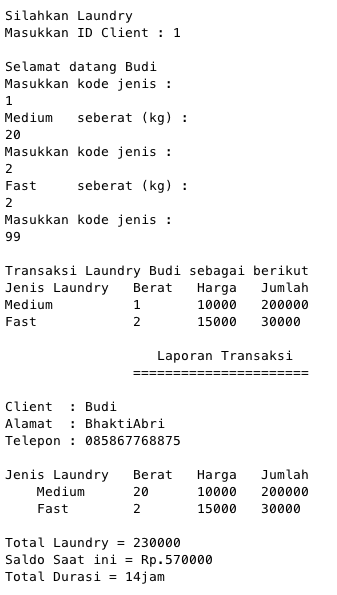 Silahkan Laundry
Masukkan ID Client : 1
Selamat datang Budi
Masukkan kode jenis :
1
Medium   seberat (kg) :
20
Masukkan kode jenis :
2
Fast     seberat (kg) :
2
Masukkan kode jenis :
99
Transaksi Laundry Budi sebagai berikut
Jenis Laundry   Berat   Harga   Jumlah
Medium          1       10000   200000
Fast            2       15000   30000
Laporan Transaksi
======================
Client  : Budi
Alamat  : BhaktiAbri
Telepon : 085867768875
Jenis Laundry   Berat   Harga   Jumlah
Medium      20      10000   200000
Fast        2       15000   30000
Total Laundry = 230000
Saldo Saat ini = Rp.570000
Total Durasi = 14jam